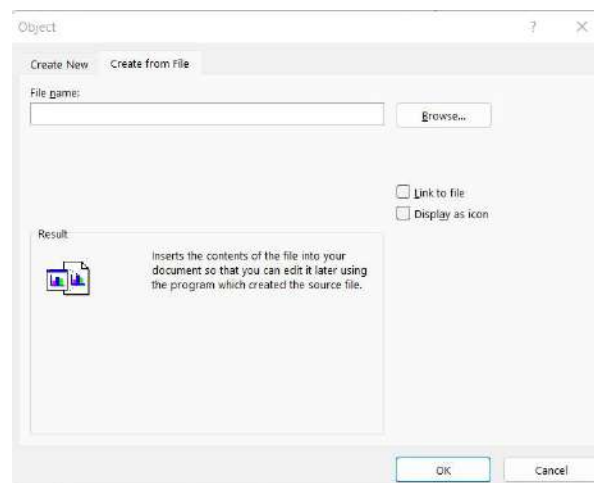 Object ? ×
Create New Create from File
File name:
Browse...
Link to file
Display as icon
Result
Inserts the contents of the file into your
document so that you can edit it later using
the program which created the source file.
OK Cancel